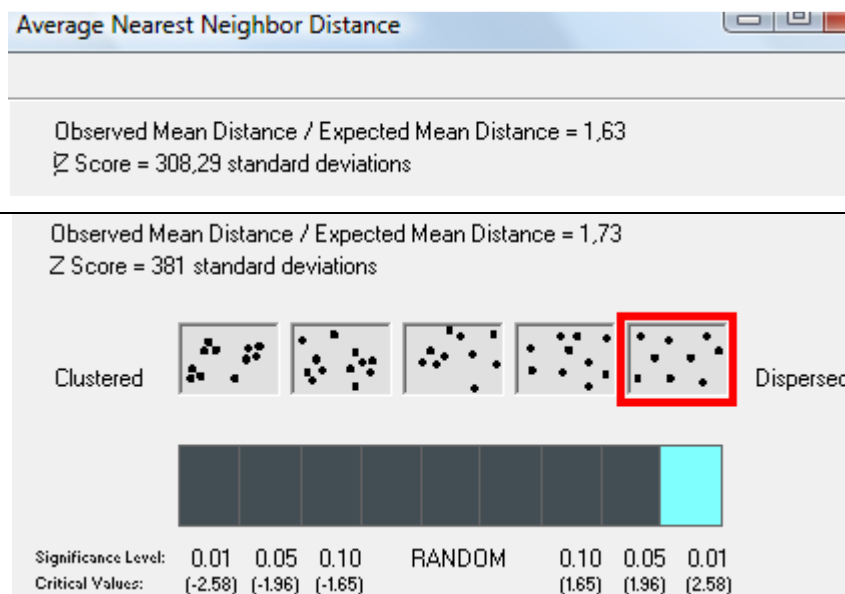 Average Nearest Neighbor Distance
Observed Mean Distance / Expected Mean Distance = 1,63
Z Score = 308,29 standard deviations
Observed Mean Distance / Expected Mean Distance = 1,73
Z Score = 381 standard deviations
Clustered Dispersed
Significance Level: 0.01 0.05 0.10 RANDOM 0.10 0.05 0.01
Critical Values: (-2.58) (-1.96) (-1.65) (1.65) (1.96) (2.58)